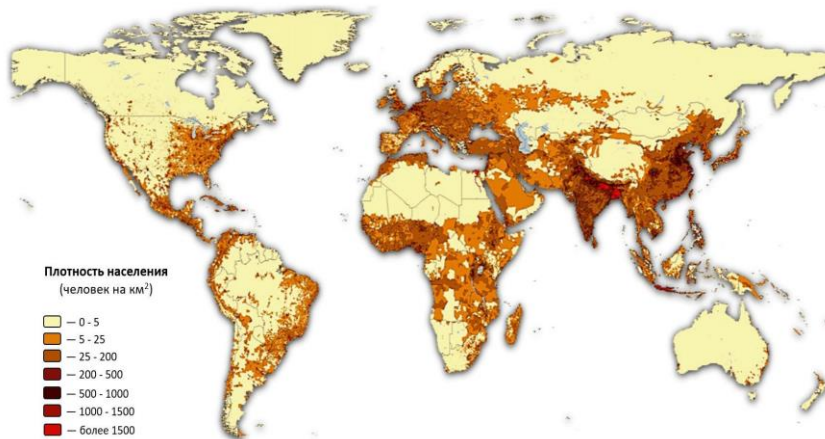 Плотность населения
(человек на км²)
— 0 - 5
— 5 - 25
— 25 - 200
— 200 - 500
— 500 - 1000
— 1000 - 1500
— более 1500